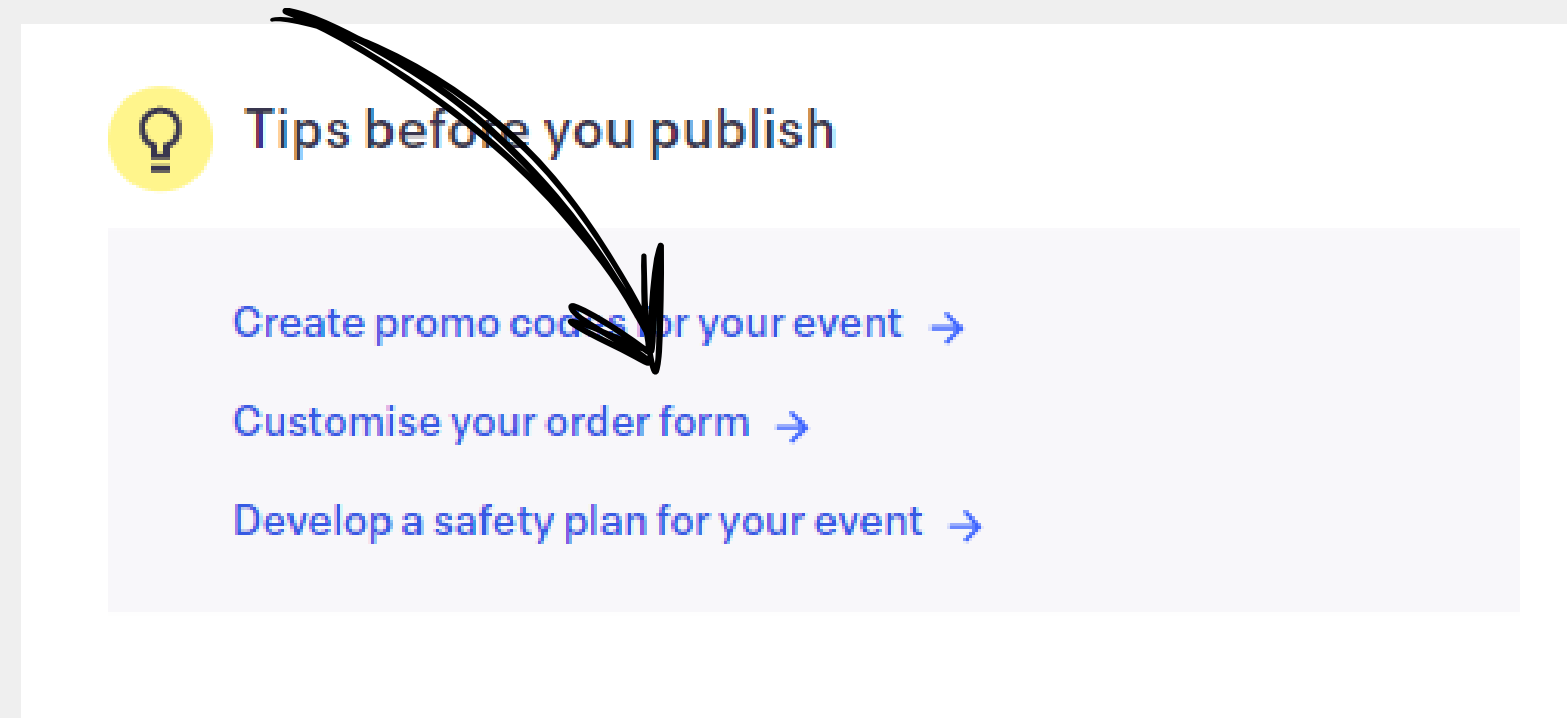 Tips before you publish
Create promo codes for your event →
Customise your order form →
Develop a safety plan for your event →